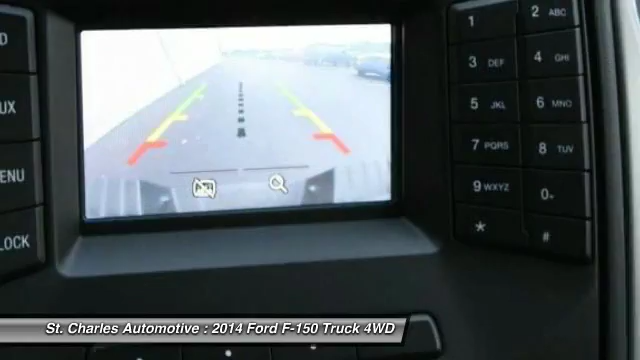 1
2 ABC
3 DEF
4 GHI
5 JKL
6 MNO
7 PQRS
8 TUV
9 WXYZ
0
*
#
D
UX
ENU
LOCK
St. Charles Automotive : 2014 Ford F-150 Truck 4WD